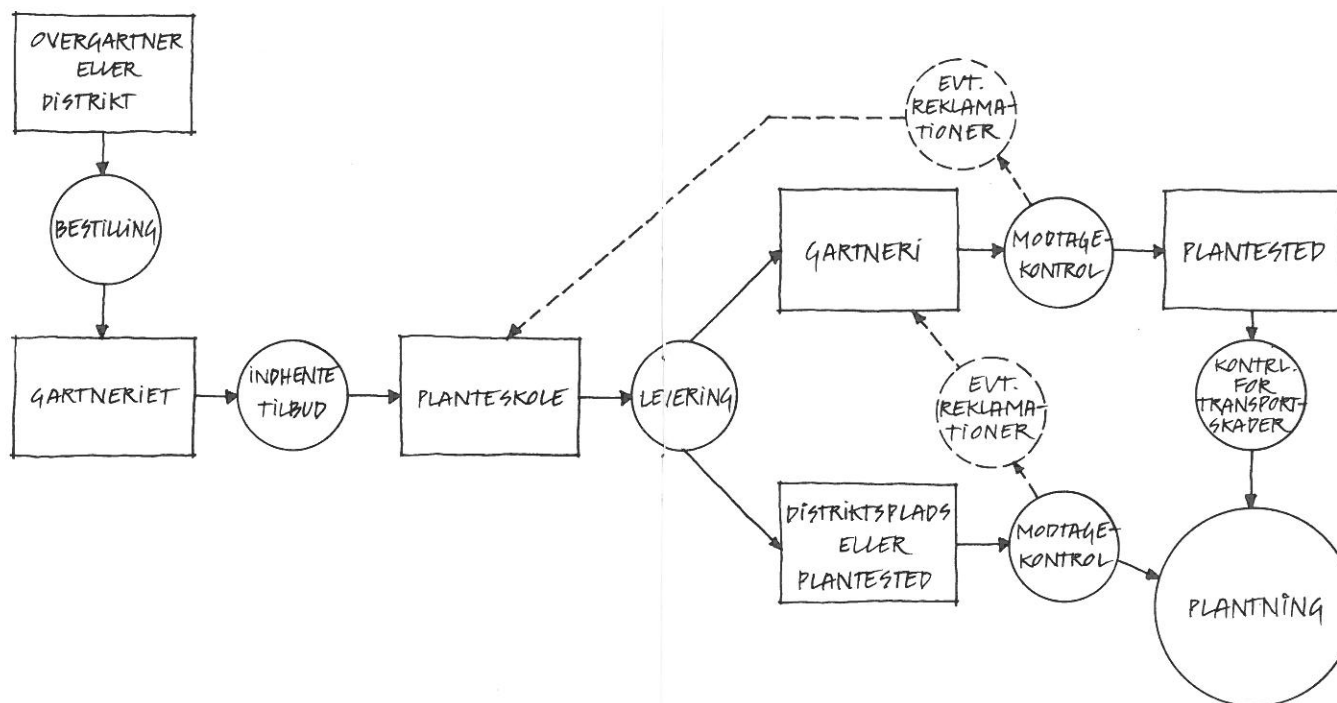 OVERGARTNER
ELLER
DISTRIKT
BESTILLING
GARTNERIET
INDHENTE
TILBUD
PLANTESKOLE
LEVERING
EVT.
REKLAMA-
TIONER
GARTNERI
MODTAGE-
KONTROL
PLANTESTED
EVT.
REKLAMA-
TIONER
KONTRL.
FOR
TRANSPORT-
SKADER
DISTRIKTSPLADS
ELLER
PLANTESTED
MODTAGE-
KONTROL
PLANTNING